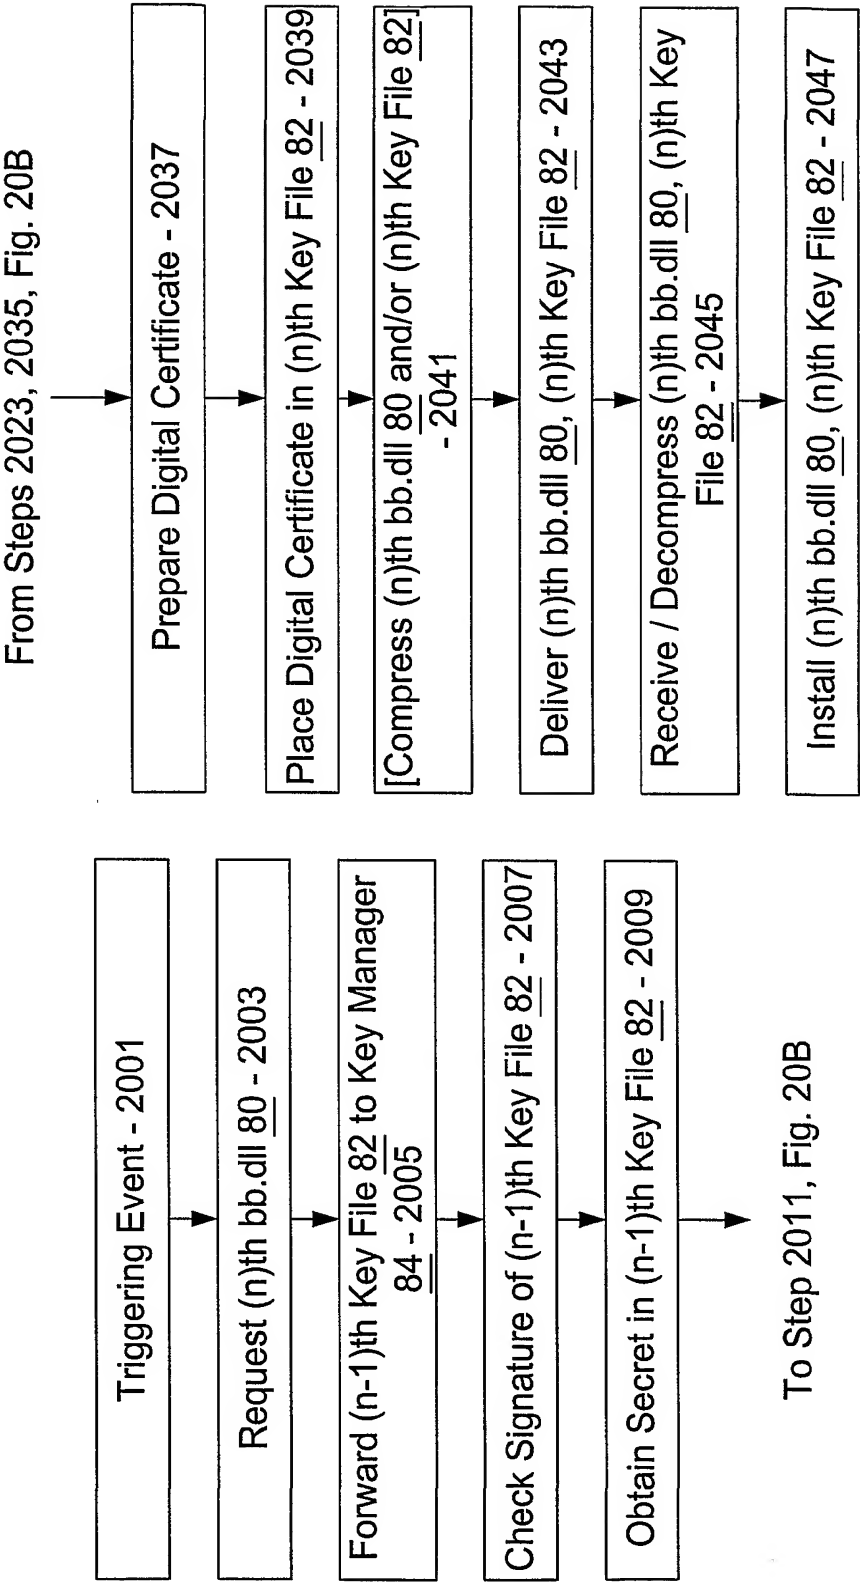 Triggering Event - 2001
Request (n)th bb.dll 80 - 2003
Forward (n-1)th Key File 82 to Key Manager
84 - 2005
Check Signature of (n-1)th Key File 82 - 2007
Obtain Secret in (n-1)th Key File 82 - 2009
To Step 2011, Fig. 20B
From Steps 2023, 2035, Fig. 20B
Prepare Digital Certificate - 2037
Place Digital Certificate in (n)th Key File 82 - 2039
[Compress (n)th bb.dll 80 and/or (n)th Key File 82]
- 2041
Deliver (n)th bb.dll 80, (n)th Key File 82 - 2043
Receive / Decompress (n)th bb.dll 80, (n)th Key
File 82 - 2045
Install (n)th bb.dll 80, (n)th Key File 82 - 2047